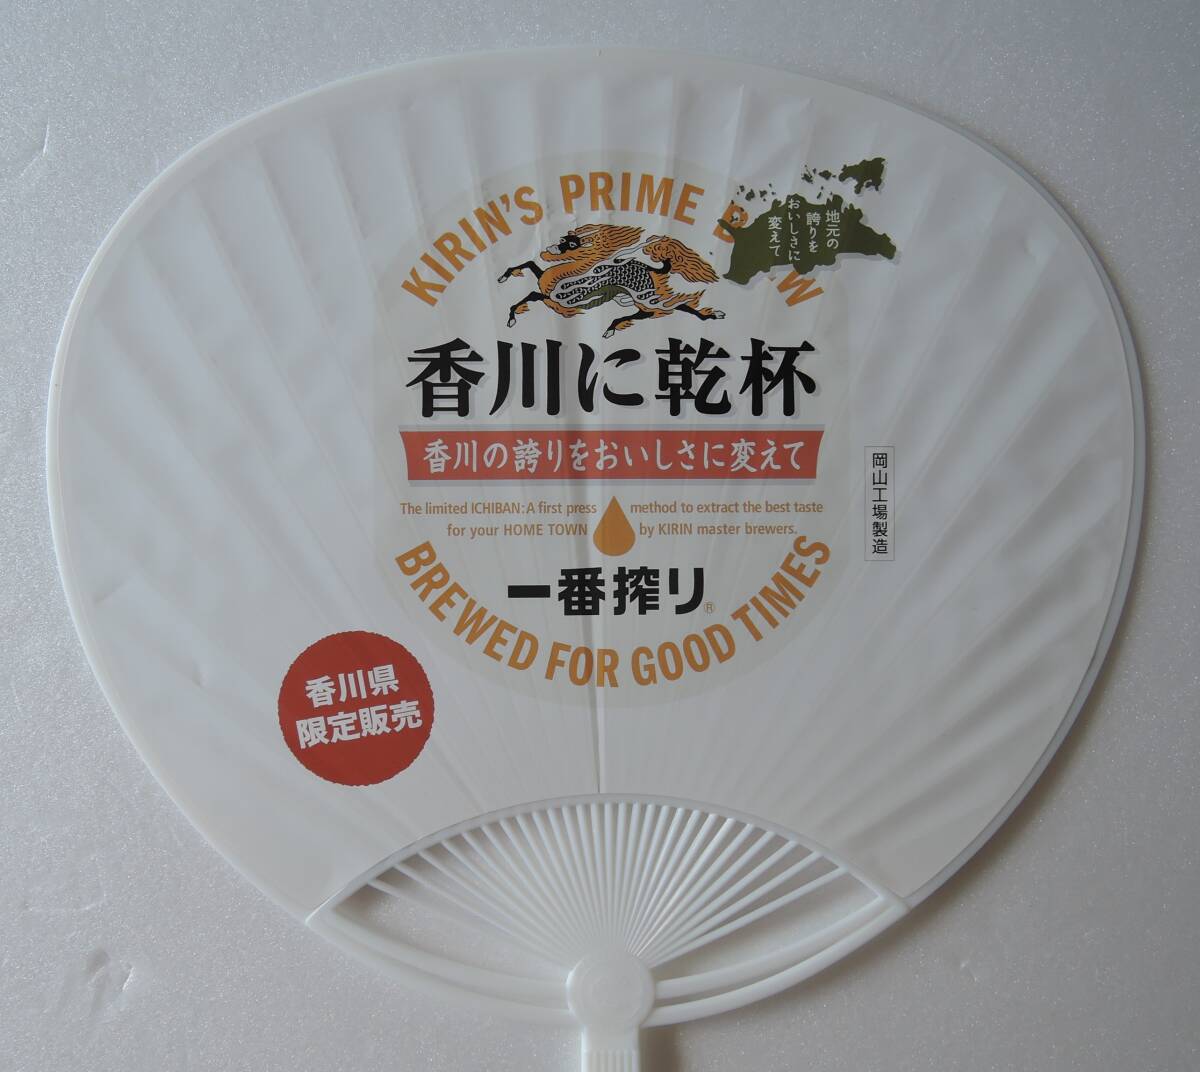 KIRIN'S PRIME B W
地元の
誇りを
おいしさに
変えて
香川に乾杯
香川の誇りをおいしさに変えて
The limited ICHIBAN:A first press method to extract the best taste
for your HOME TOWN by KIRIN master brewers.
一番搾り®
BREWED FOR GOOD TIMES
岡山工場製造
香川県
限定販売